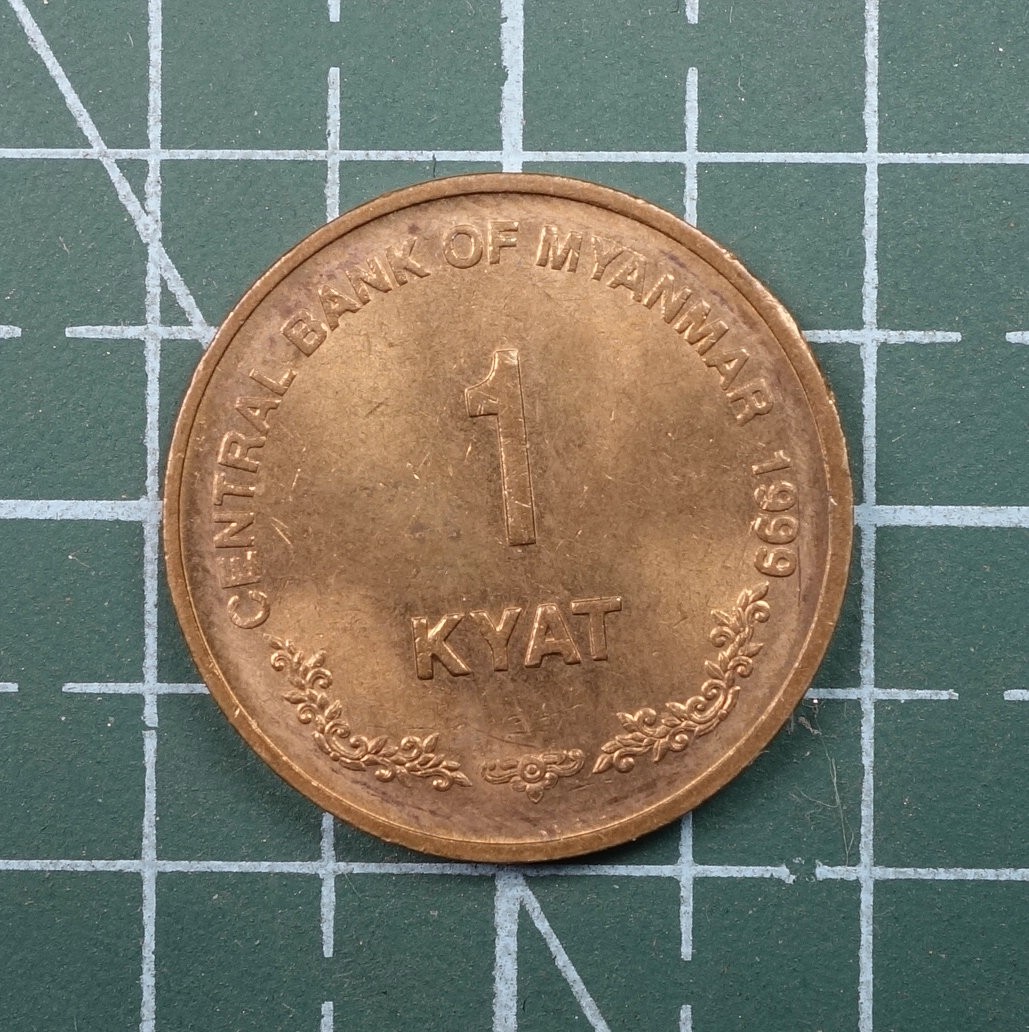 CENTRAL BANK OF MYANMAR 1999
1
KYAT